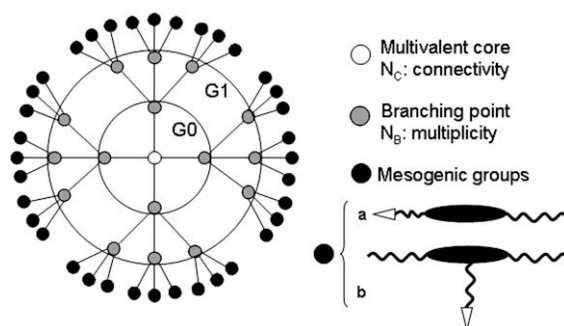 G1
G0
Multivalent core
N_C: connectivity
Branching point
N_B: multiplicity
Mesogenic groups
a
b